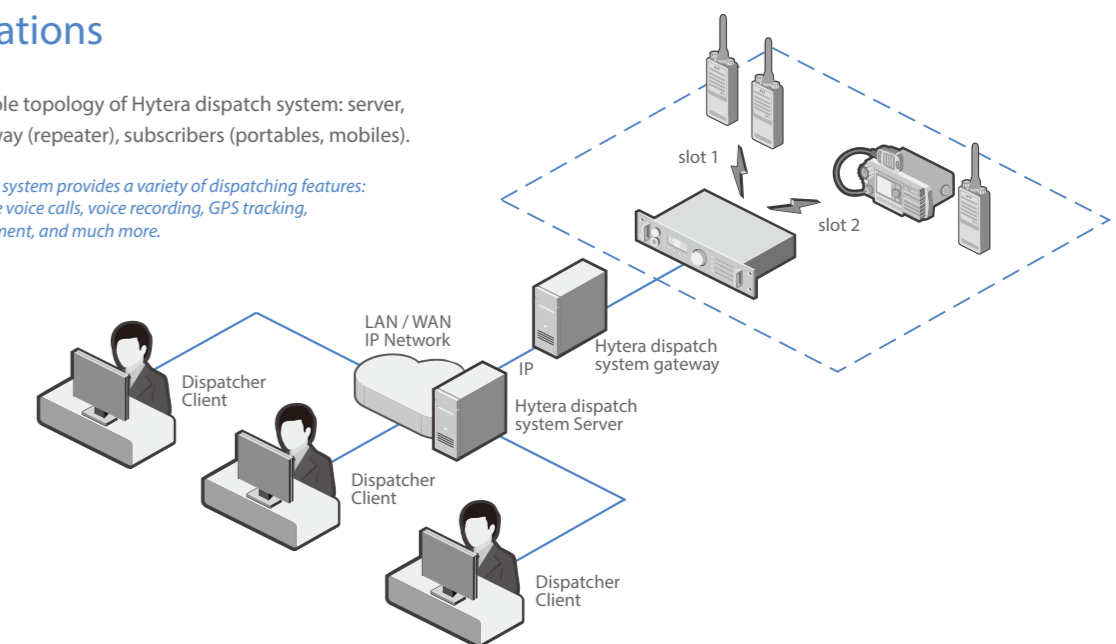 ations
ple topology of Hytera dispatch system: server,
way (repeater), subscribers (portables, mobiles).
system provides a variety of dispatching features:
e voice calls, voice recording, GPS tracking,
ment, and much more.
slot 1
slot 2
LAN / WAN
IP Network
IP
Hytera dispatch
system gateway
Hytera dispatch
system Server
Dispatcher
Client
Dispatcher
Client
Dispatcher
Client